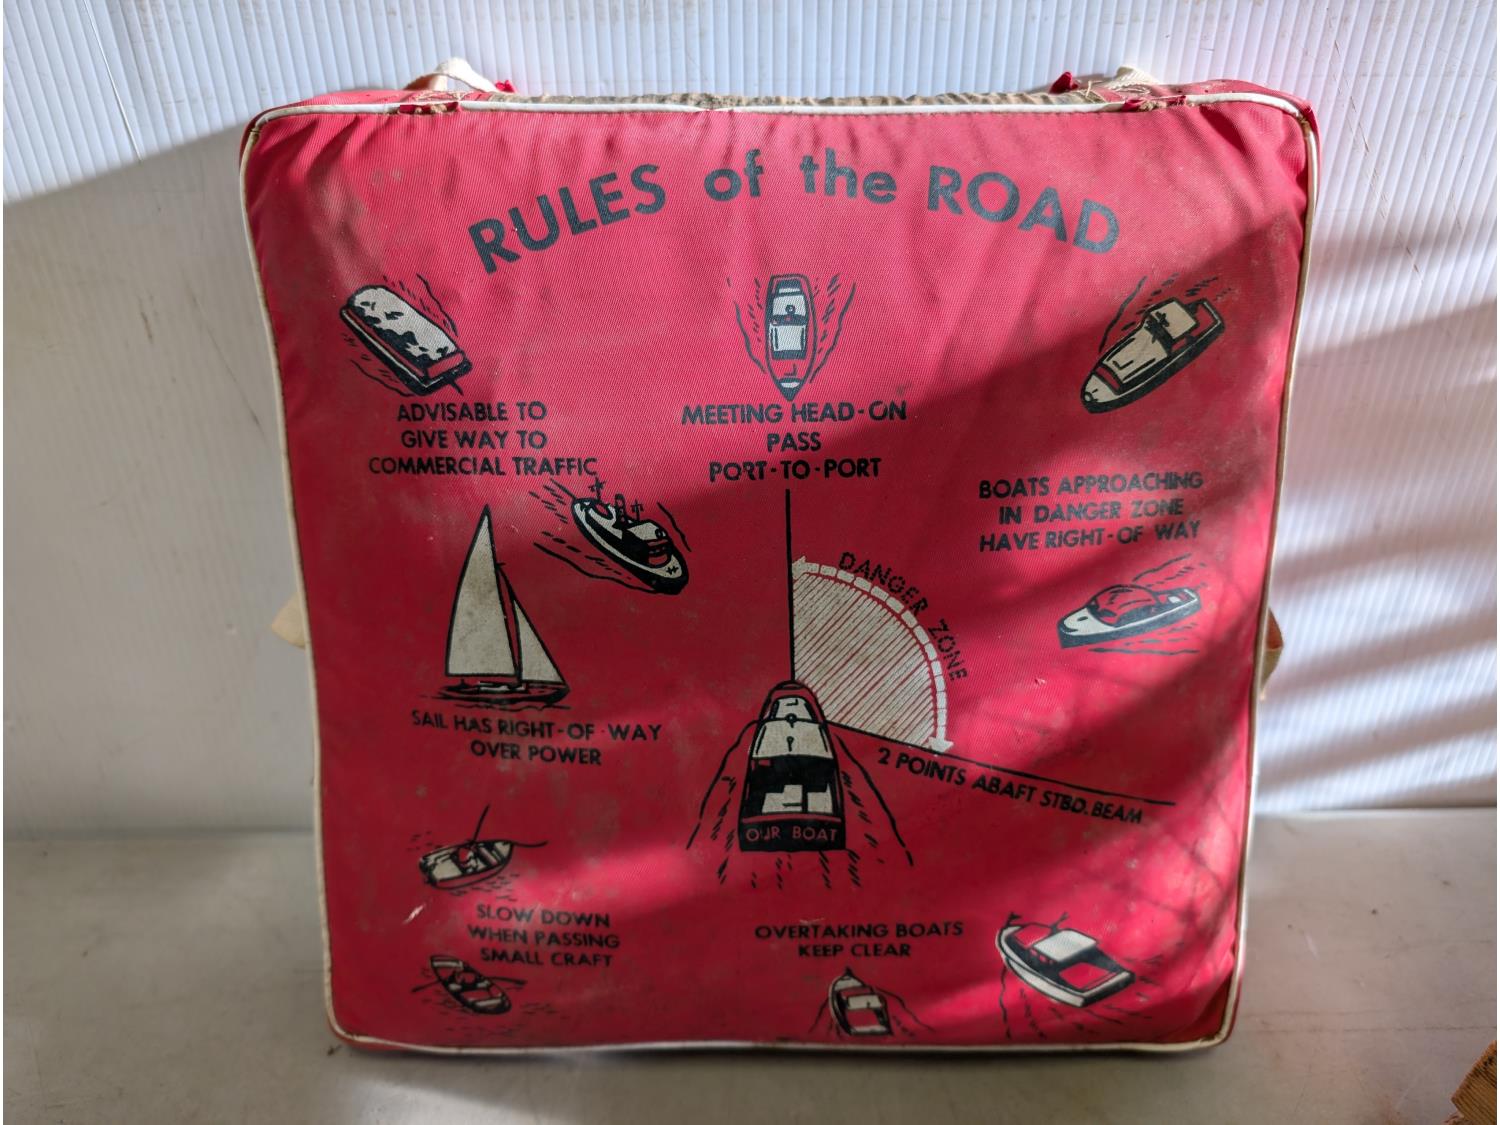 RULES of the ROAD
ADVISABLE TO
GIVE WAY TO
COMMERCIAL TRAFFIC
MEETING HEAD-ON
PASS
PORT-TO-PORT
BOATS APPROACHING
IN DANGER ZONE
HAVE RIGHT-OF WAY
DANGER ZONE
SAIL HAS RIGHT-OF-WAY
OVER POWER
2 POINTS ABAFT STBD. BEAM
OUR BOAT
SLOW DOWN
WHEN PASSING
SMALL CRAFT
OVERTAKING BOATS
KEEP CLEAR